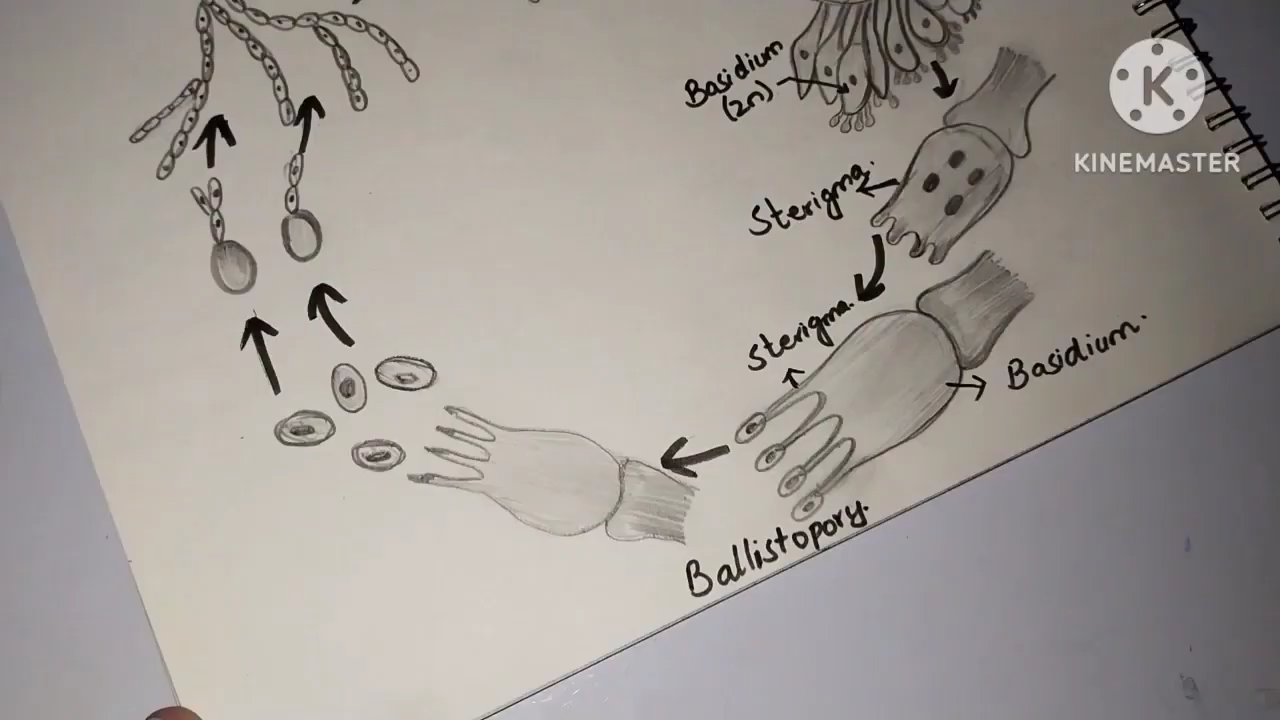 Basidium
(2n)
K
KINEMASTER
Sterigma.
Sterigma.
Basidium.
Ballistopory.